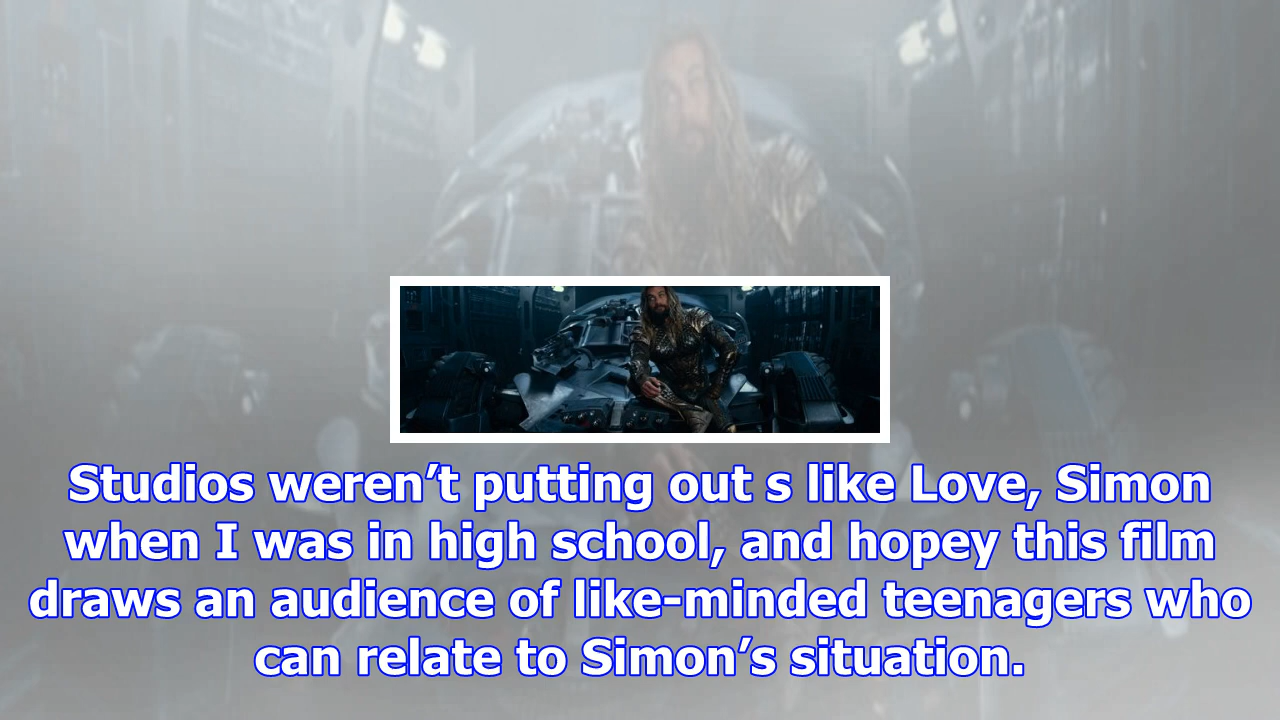 Studios weren’t putting out s like Love, Simon
when I was in high school, and hopey this film
draws an audience of like-minded teenagers who
can relate to Simon’s situation.